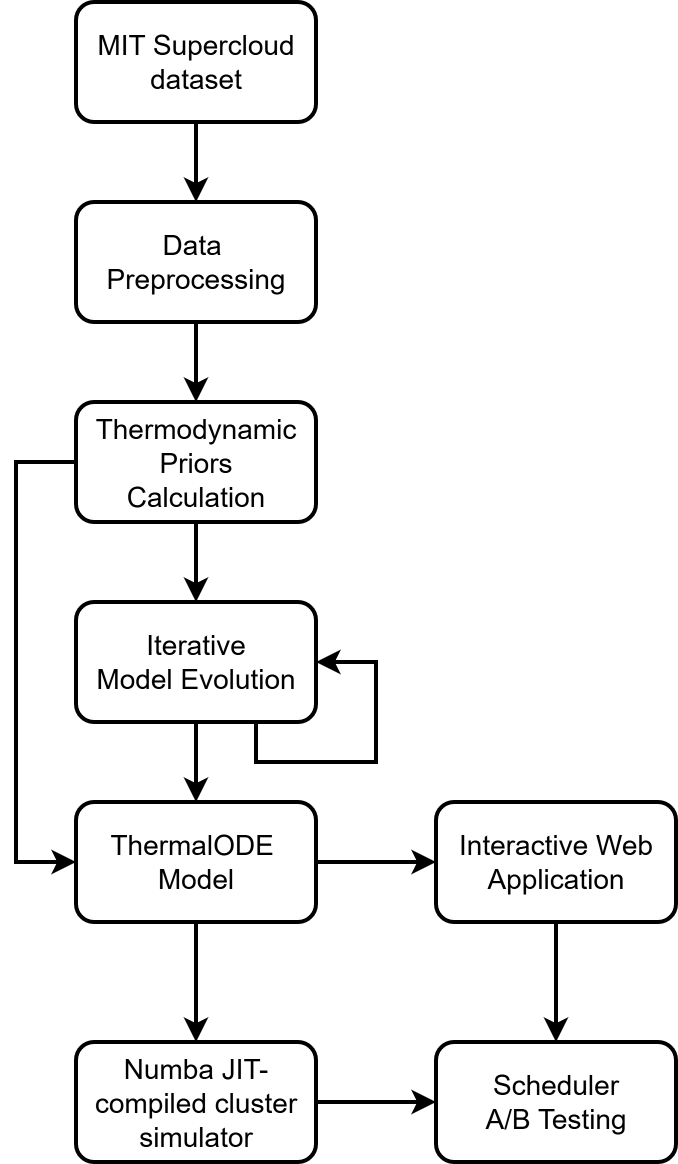 MIT Supercloud
dataset
Data
Preprocessing
Thermodynamic
Priors
Calculation
Iterative
Model Evolution
ThermalODE
Model
Interactive Web
Application
Numba JIT-
compiled cluster
simulator
Scheduler
A/B Testing